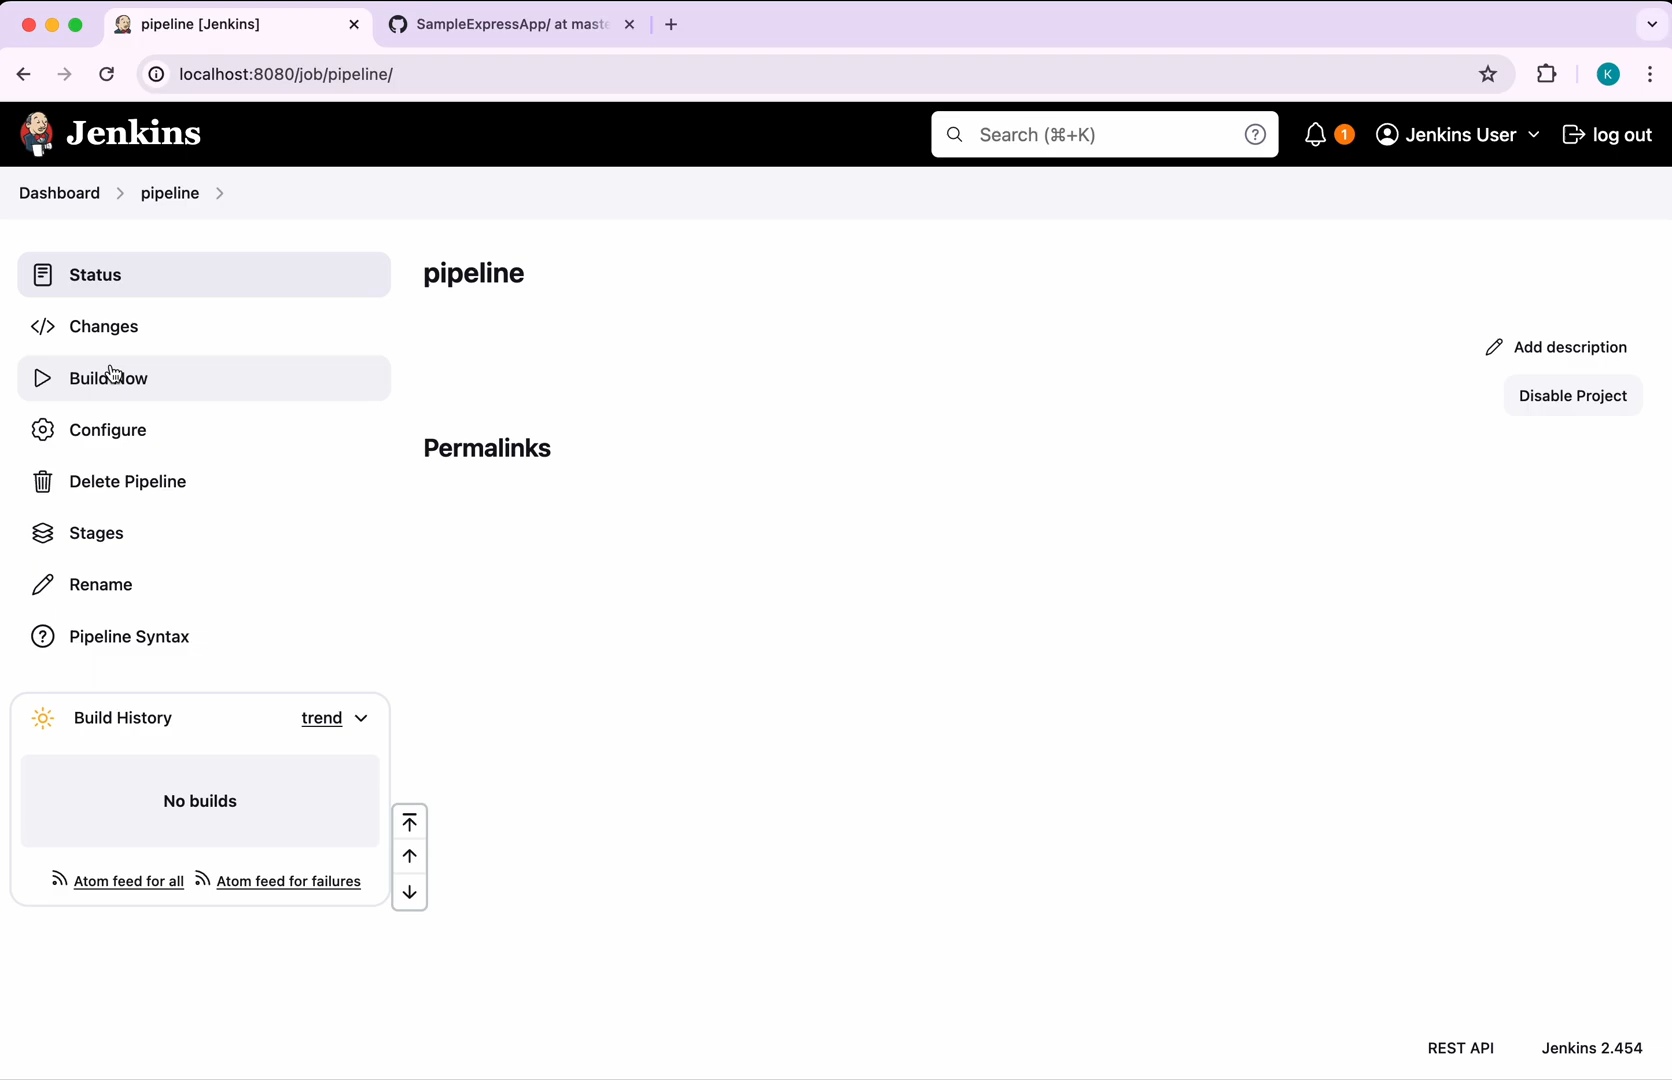 pipeline [Jenkins]
SampleExpressApp/ at maste
localhost:8080/job/pipeline/
K
Jenkins
Search (⌘+K)
?
1
Jenkins User
log out
Dashboard
pipeline
Status
Changes
Build Now
Configure
Delete Pipeline
Stages
Rename
Pipeline Syntax
Build History
trend
No builds
Atom feed for all
Atom feed for failures
pipeline
Add description
Disable Project
Permalinks
REST API
Jenkins 2.454